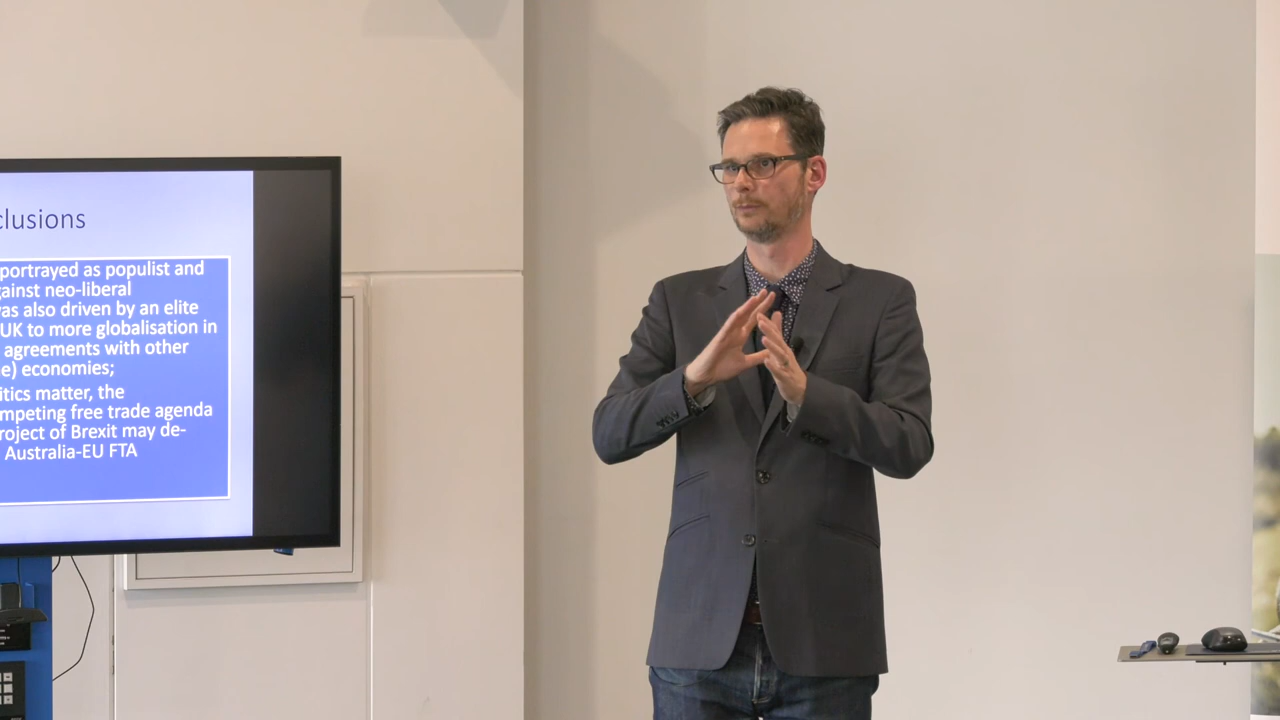 clusions
portrayed as populist and
gainst neo-liberal
was also driven by an elite
UK to more globalisation in
agreements with other
e) economies;
itics matter, the
mpeting free trade agenda
roject of Brexit may de-
Australia-EU FTA